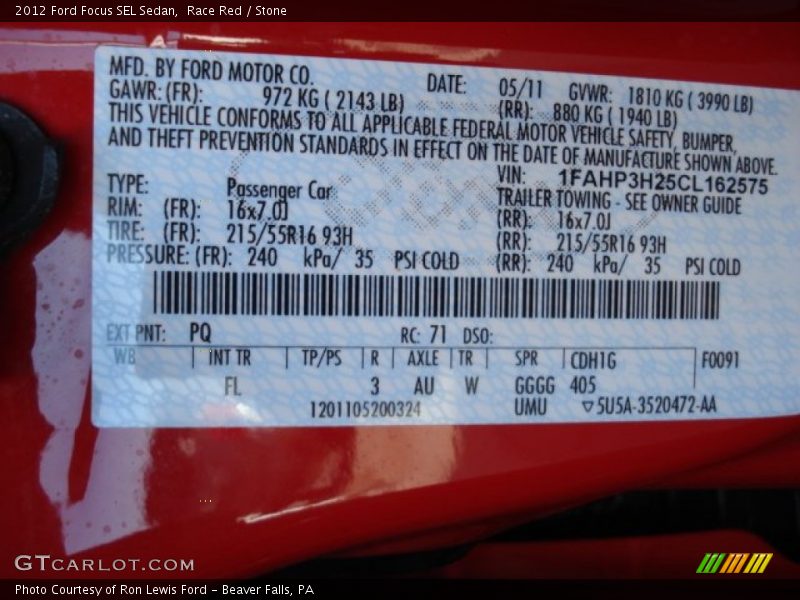 2012 Ford Focus SEL Sedan,  Race Red / Stone
MFD. BY FORD MOTOR CO. DATE: 05/11 GVWR: 1810 KG ( 3990 LB)
GAWR: (FR): 972 KG ( 2143 LB) (RR): 880 KG ( 1940 LB)
THIS VEHICLE CONFORMS TO ALL APPLICABLE FEDERAL MOTOR VEHICLE SAFETY, BUMPER,
AND THEFT PREVENTION STANDARDS IN EFFECT ON THE DATE OF MANUFACTURE SHOWN ABOVE.
VIN: 1FAHP3H25CL162575
TYPE: Passenger Car TRAILER TOWING - SEE OWNER GUIDE
RIM: (FR): 16x7.0J (RR): 16x7.0J
TIRE: (FR): 215/55R16 93H (RR): 215/55R16 93H
PRESSURE: (FR): 240 kPa/ 35 PSI COLD (RR): 240 kPa/ 35 PSI COLD
EXT PNT: PQ RC: 71 DSO:
WB INT TR TP/PS R AXLE TR SPR CDH1G F0091
FL 3 AU W GGGG 405
1201105200324 UMU ▽5U5A-3520472-AA
GTCARLOT.COM
Photo Courtesy of Ron Lewis Ford - Beaver Falls, PA